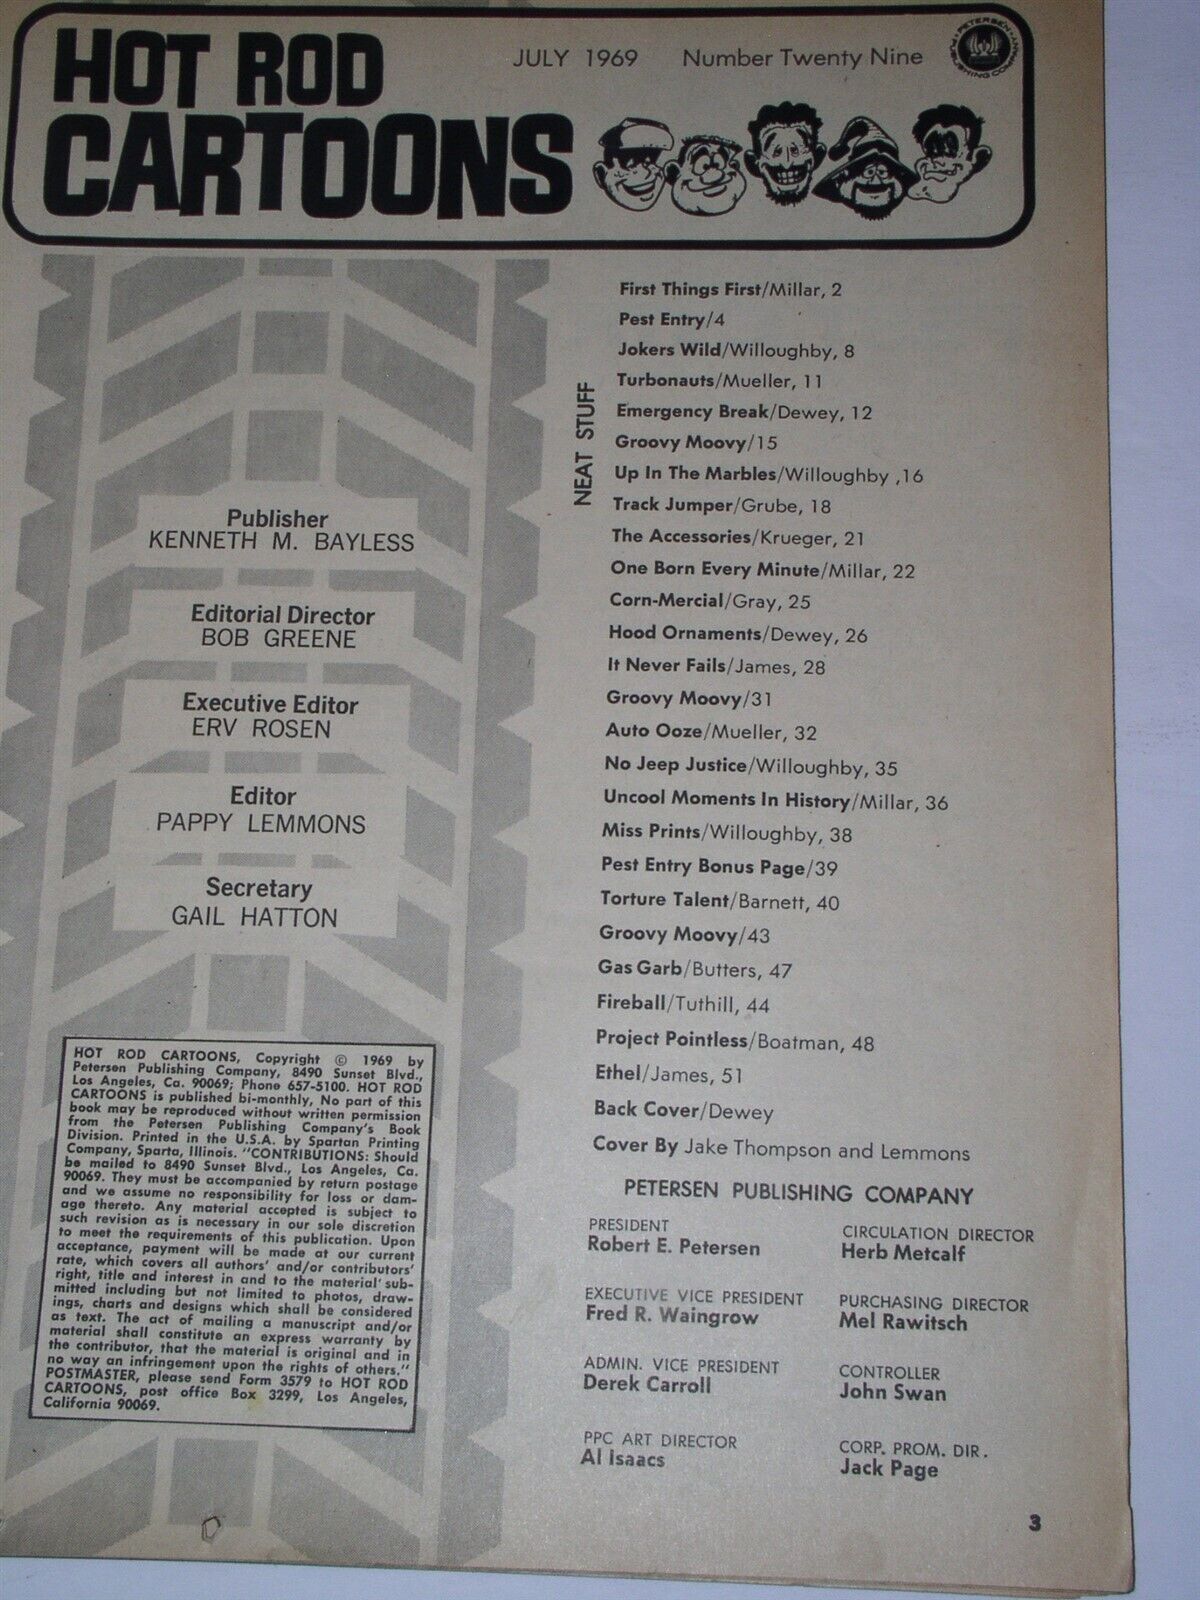 HOT ROD
CARTOONS
JULY 1969 Number Twenty Nine
PETERSEN PUBLISHING COMPANY
NEAT STUFF
First Things First/Millar, 2
Pest Entry/4
Jokers Wild/Willoughby, 8
Turbonauts/Mueller, 11
Emergency Break/Dewey, 12
Groovy Moovy/15
Up In The Marbles/Willoughby ,16
Track Jumper/Grube, 18
The Accessories/Krueger, 21
One Born Every Minute/Millar, 22
Corn-Mercial/Gray, 25
Hood Ornaments/Dewey, 26
It Never Fails/James, 28
Groovy Moovy/31
Auto Ooze/Mueller, 32
No Jeep Justice/Willoughby, 35
Uncool Moments In History/Millar, 36
Miss Prints/Willoughby, 38
Pest Entry Bonus Page/39
Torture Talent/Barnett, 40
Groovy Moovy/43
Gas Garb/Butters, 47
Fireball/Tuthill, 44
Project Pointless/Boatman, 48
Ethel/James, 51
Back Cover/Dewey
Cover By Jake Thompson and Lemmons
Publisher
KENNETH M. BAYLESS
Editorial Director
BOB GREENE
Executive Editor
ERV ROSEN
Editor
PAPPY LEMMONS
Secretary
GAIL HATTON
HOT ROD CARTOONS, Copyright © 1969 by
Petersen Publishing Company, 8490 Sunset Blvd.,
Los Angeles, Ca. 90069; Phone 657-5100. HOT ROD
CARTOONS is published bi-monthly, No part of this
book may be reproduced without written permission
from the Petersen Publishing Company's Book
Division. Printed in the U.S.A. by Spartan Printing
Company, Sparta, Illinois. "CONTRIBUTIONS: Should
be mailed to 8490 Sunset Blvd., Los Angeles, Ca.
90069. They must be accompanied by return postage
and we assume no responsibility for loss or dam-
age thereto. Any material accepted is subject to
such revision as is necessary in our sole discretion
to meet the requirements of this publication. Upon
acceptance, payment will be made at our current
rate, which covers all authors' and/or contributors'
right, title and interest in and to the material sub-
mitted including but not limited to photos, draw-
ings, charts and designs which shall be considered
as text. The act of mailing a manuscript and/or
material shall constitute an express warranty by
the contributor, that the material is original and in
no way an infringement upon the rights of others."
POSTMASTER, please send Form 3579 to HOT ROD
CARTOONS, post office Box 3299, Los Angeles,
California 90069.
PETERSEN PUBLISHING COMPANY
PRESIDENT
Robert E. Petersen
CIRCULATION DIRECTOR
Herb Metcalf
EXECUTIVE VICE PRESIDENT
Fred R. Waingrow
PURCHASING DIRECTOR
Mel Rawitsch
ADMIN. VICE PRESIDENT
Derek Carroll
CONTROLLER
John Swan
PPC ART DIRECTOR
Al Isaacs
CORP. PROM. DIR.
Jack Page
3